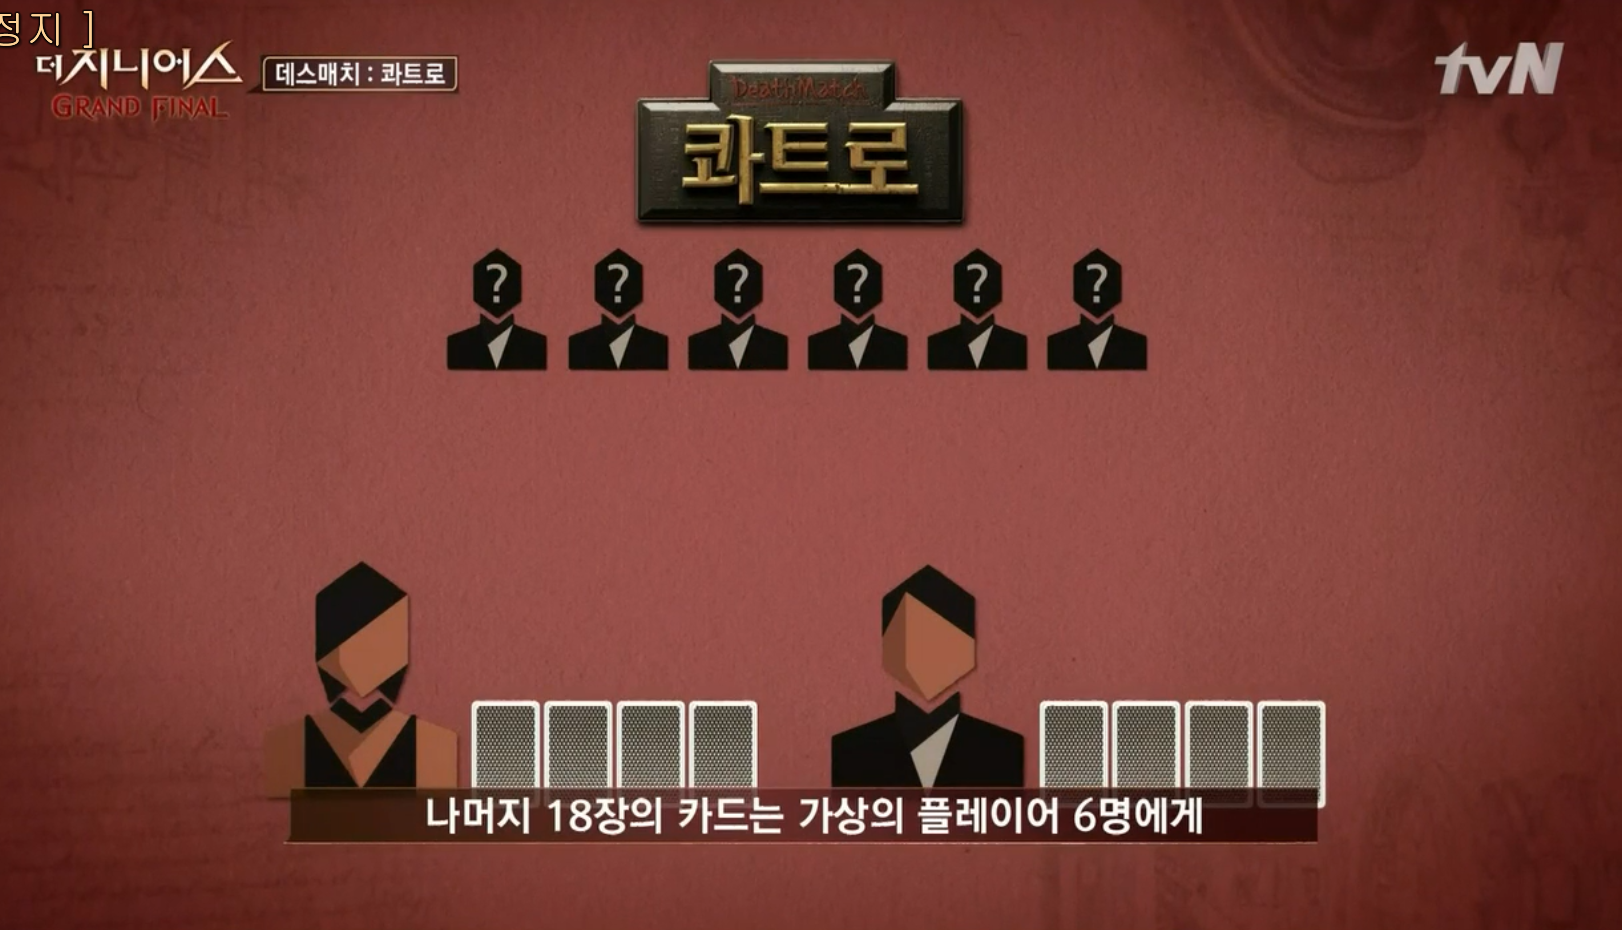 정지 ]
더 지니어스
GRAND FINAL
데스매치 : 콰트로
tvN
DeathMatch
콰트로
? ? ? ? ? ?
나머지 18장의 카드는 가상의 플레이어 6명에게